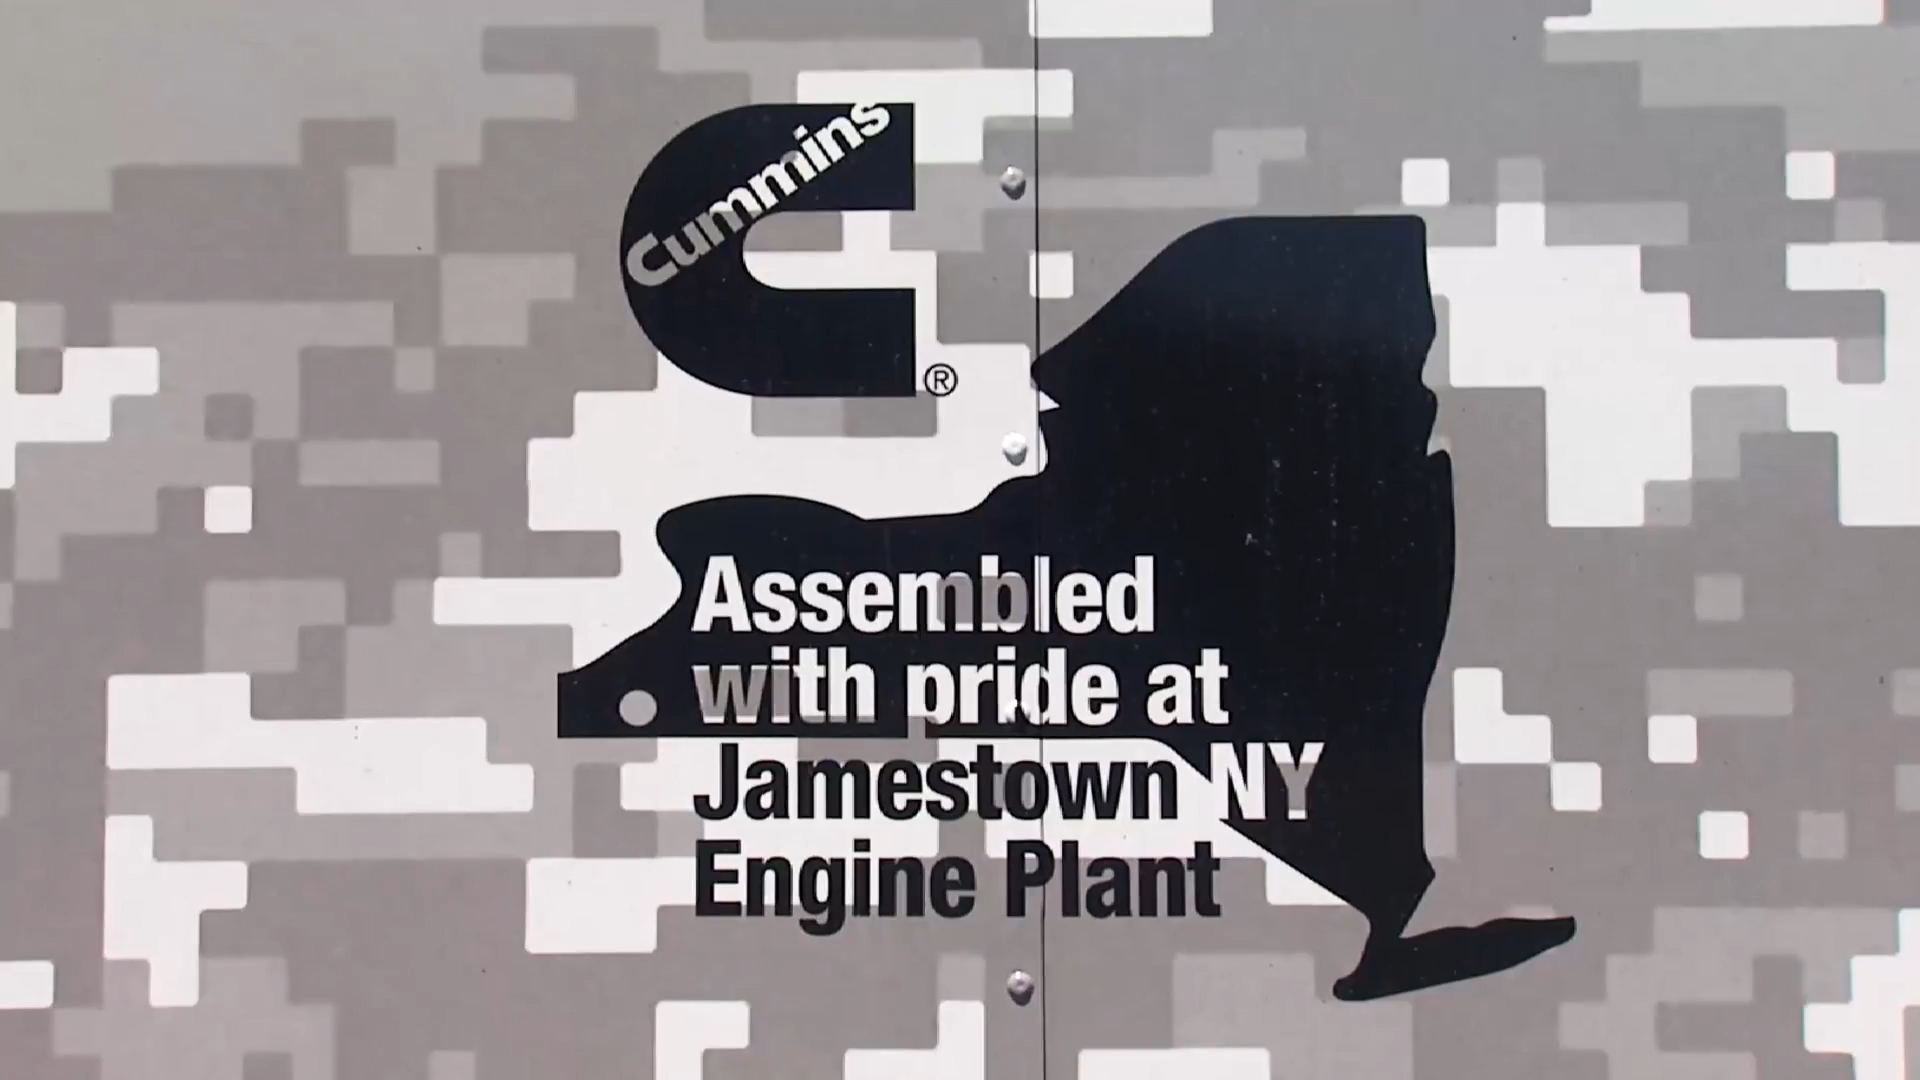 Cummins
®
Assembled
with pride at
Jamestown NY
Engine Plant